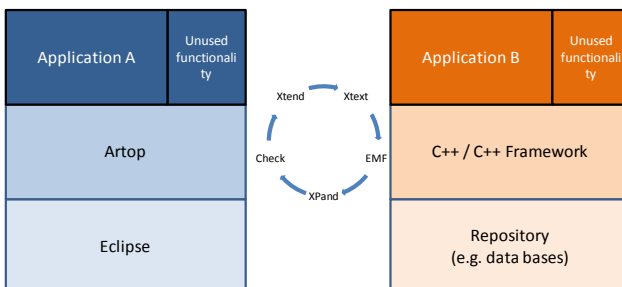 Application A
Unused
functionali
ty
Artop
Eclipse
Xtend
Xtext
Check
EMF
XPand
Application B
Unused
functionali
ty
C++ / C++ Framework
Repository
(e.g. data bases)